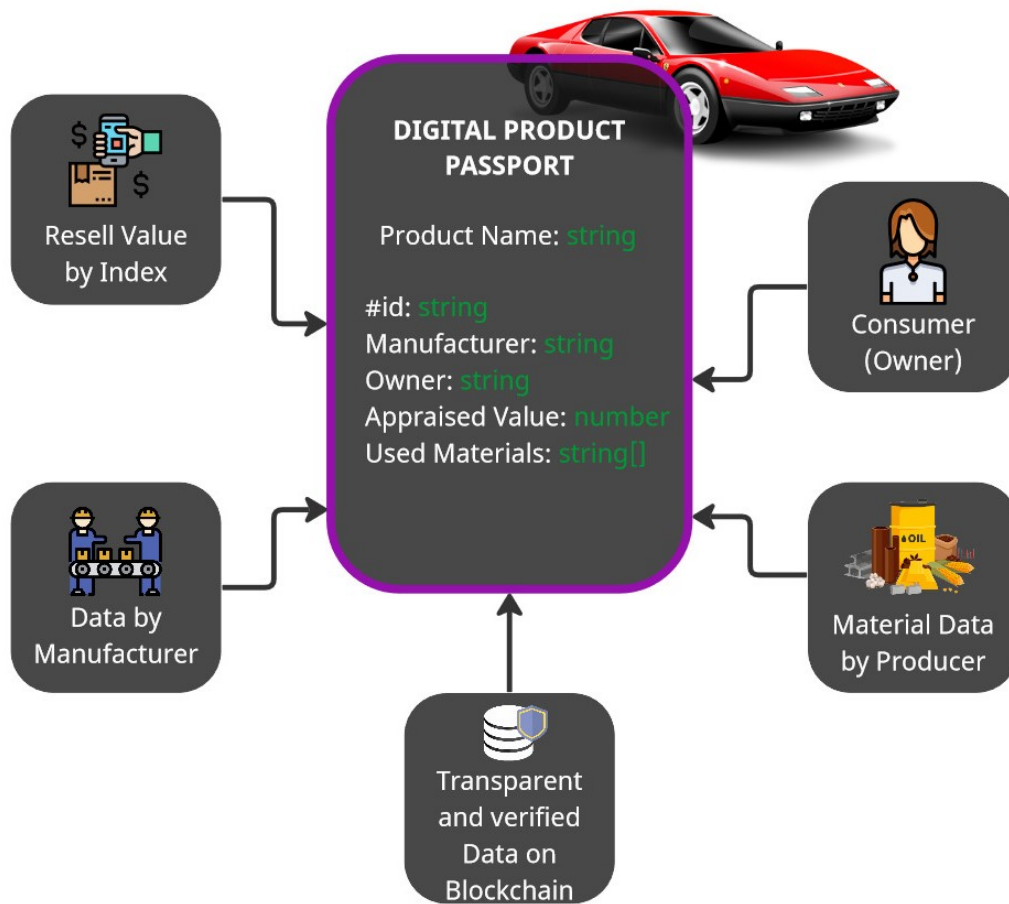 DIGITAL PRODUCT
PASSPORT
Product Name: string
#id: string
Manufacturer: string
Owner: string
Appraised Value: number
Used Materials: string[]
Resell Value
by Index
Consumer
(Owner)
Data by
Manufacturer
OIL
Material Data
by Producer
Transparent
and verified
Data on
Blockchain